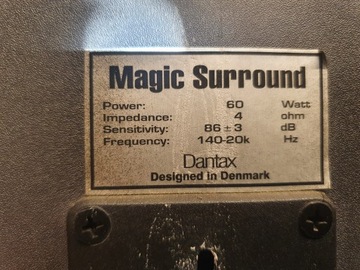 Magic Surround
Power: 60 Watt
Impedance: 4 ohm
Sensitivity: 86 ± 3 dB
Frequency: 140-20k Hz
Dantax
Designed in Denmark